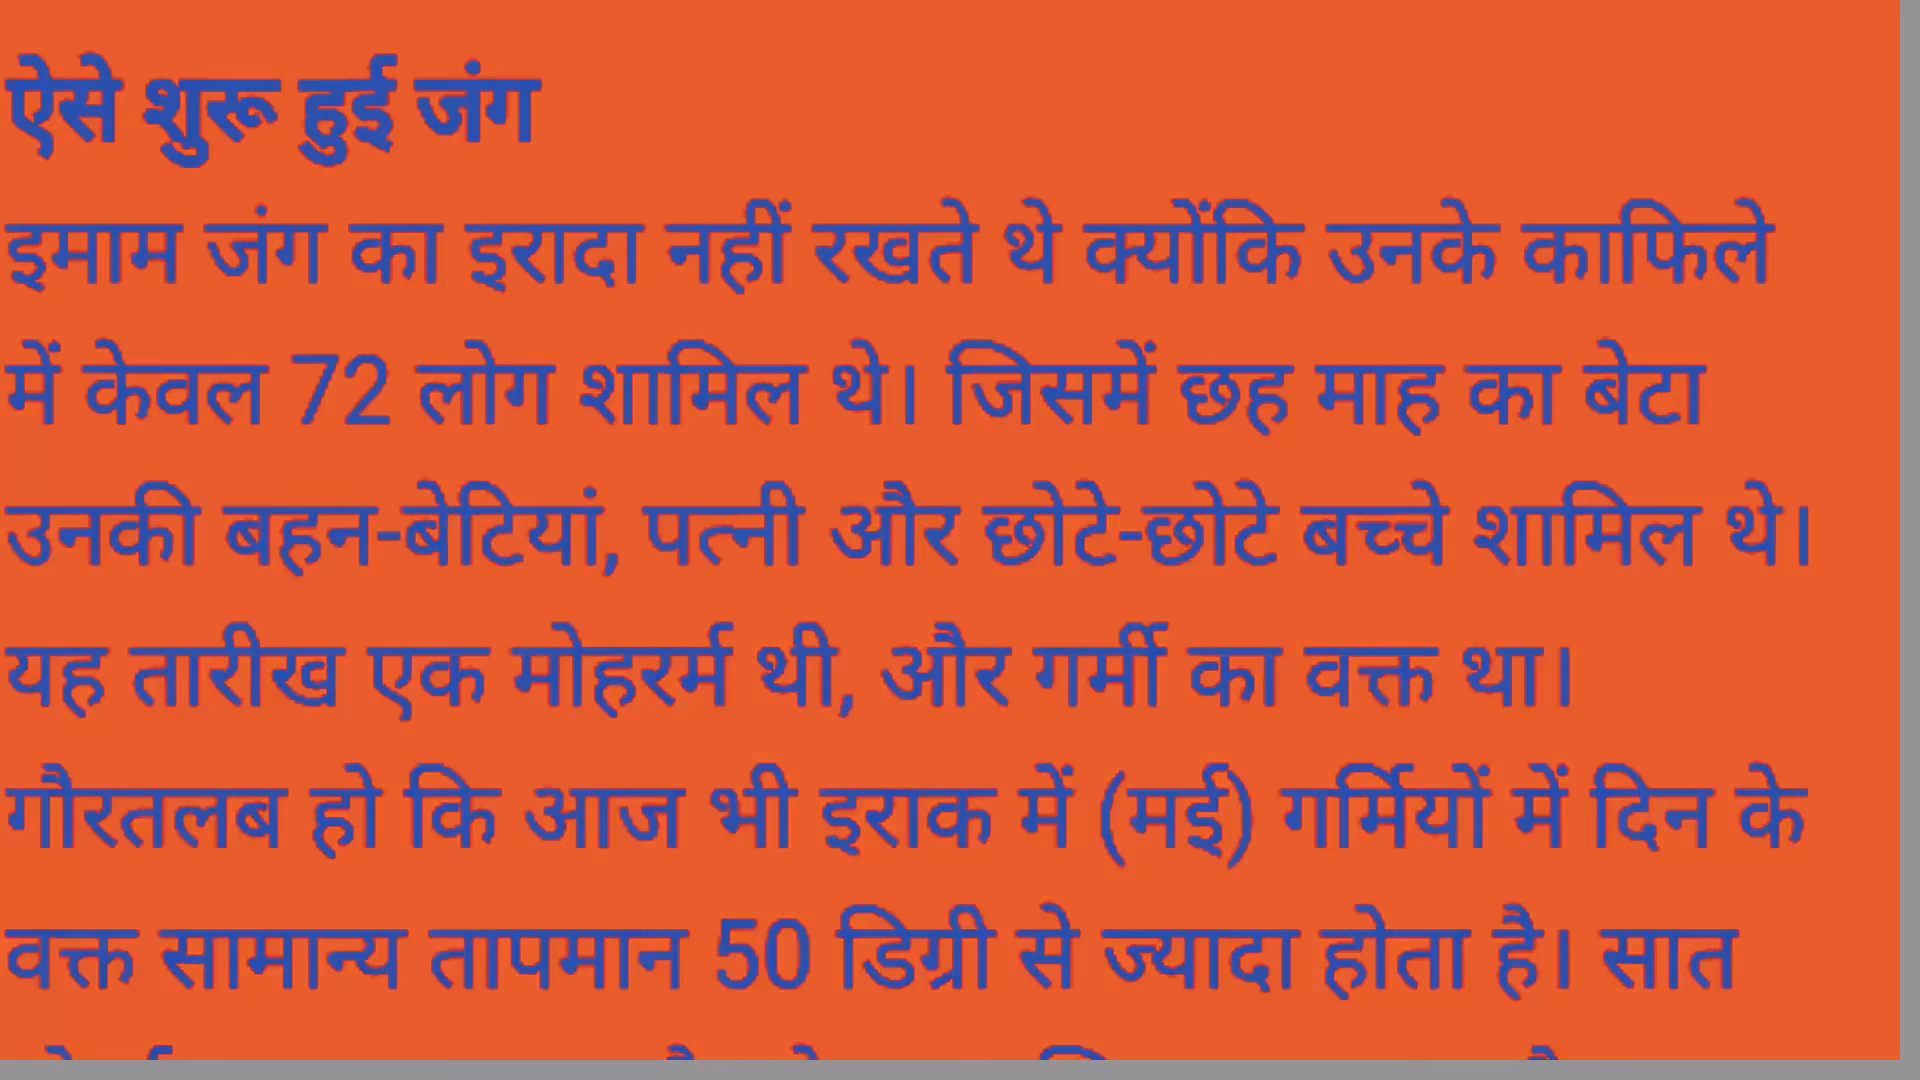 ऐसे शुरू हुई जंग
इमाम जंग का इरादा नहीं रखते थे क्योंकि उनके काफिले
में केवल 72 लोग शामिल थे। जिसमें छह माह का बेटा
उनकी बहन-बेटियां, पत्नी और छोटे-छोटे बच्चे शामिल थे।
यह तारीख एक मोहरर्म थी, और गर्मी का वक्त था।
गौरतलब हो कि आज भी इराक में (मई) गर्मियों में दिन के
वक्त सामान्य तापमान 50 डिग्री से ज्यादा होता है। सात